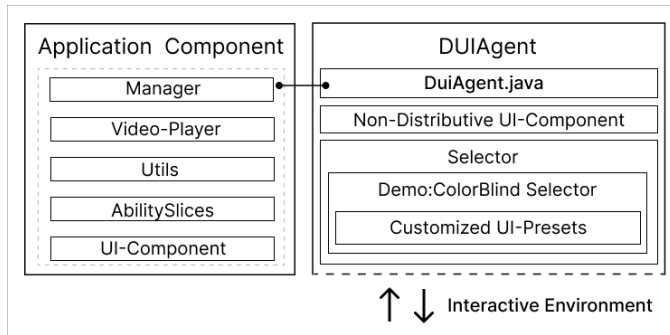 Application Component
Manager
Video-Player
Utils
AbilitySlices
UI-Component
DUIAgent
DuiAgent.java
Non-Distributive UI-Component
Selector
Demo:ColorBlind Selector
Customized UI-Presets
Interactive Environment